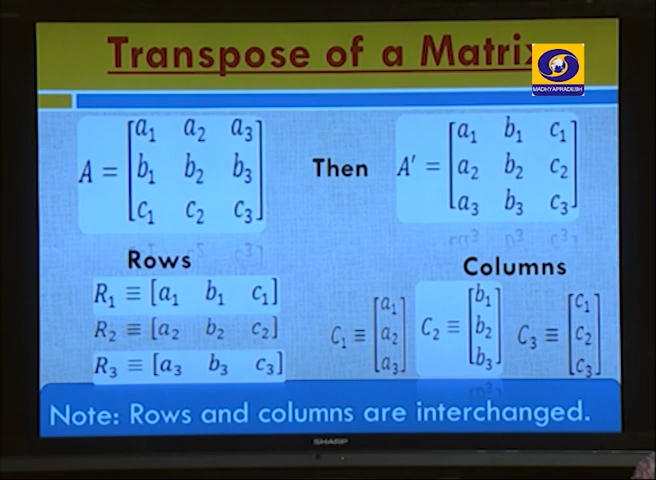 Transpose of a Matrix
MADHYAPRADESH
A = [a₁ a₂ a₃
b₁ b₂ b₃
c₁ c₂ c₃]
Then
A′ = [a₁ b₁ c₁
a₂ b₂ c₂
a₃ b₃ c₃]
Rows
R₁ ≡ [a₁ b₁ c₁]
R₂ ≡ [a₂ b₂ c₂]
R₃ ≡ [a₃ b₃ c₃]
Columns
C₁ ≡ [a₁
a₂
a₃]
C₂ ≡ [b₁
b₂
b₃]
C₃ ≡ [c₁
c₂
c₃]
Note: Rows and columns are interchanged.
SHARP